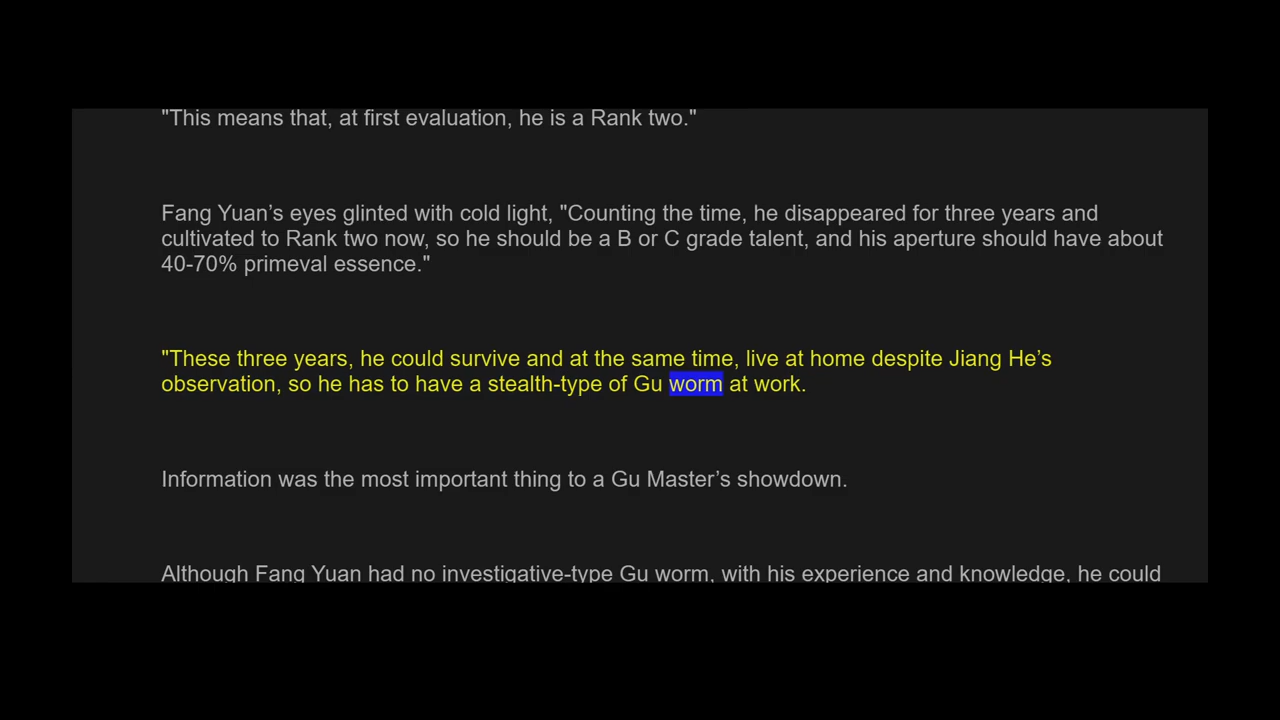 "This means that, at first evaluation, he is a Rank two."
Fang Yuan’s eyes glinted with cold light, "Counting the time, he disappeared for three years and
cultivated to Rank two now, so he should be a B or C grade talent, and his aperture should have about
40-70% primeval essence."
"These three years, he could survive and at the same time, live at home despite Jiang He’s
observation, so he has to have a stealth-type of Gu worm at work.
Information was the most important thing to a Gu Master’s showdown.
Although Fang Yuan had no investigative-type Gu worm, with his experience and knowledge, he could